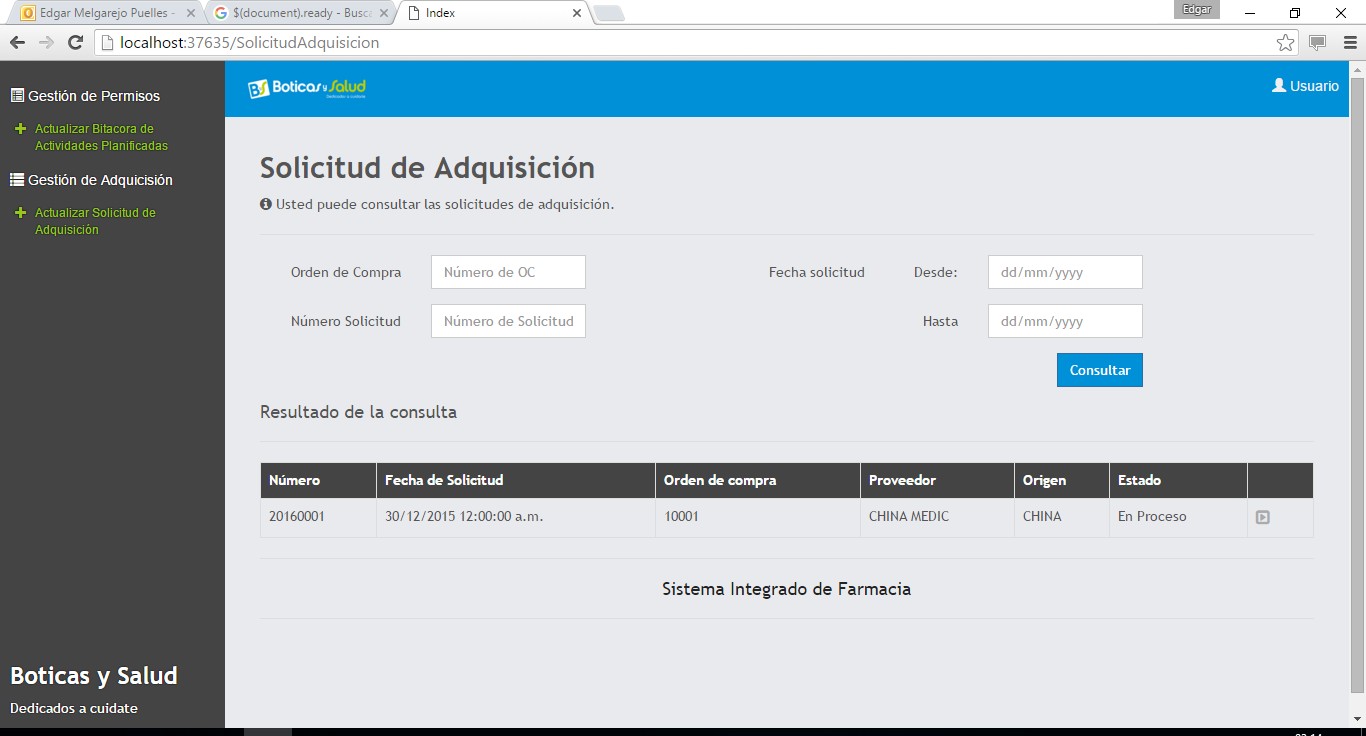 Edgar Melgarejo Puelles -
$(document).ready - Busca
Index
Edgar
localhost:37635/SolicitudAdquisicion
Gestión de Permisos
Actualizar Bitacora de
Actividades Planificadas
Gestión de Adquicisión
Actualizar Solicitud de
Adquisición
Boticas y Salud
Dedicados a cuidate
Boticas y Salud
Usuario
Solicitud de Adquisición
Usted puede consultar las solicitudes de adquisición.
Orden de Compra Número de OC Fecha solicitud Desde: dd/mm/yyyy
Número Solicitud Número de Solicitud Hasta dd/mm/yyyy
Consultar
Resultado de la consulta
Número Fecha de Solicitud Orden de compra Proveedor Origen Estado
20160001 30/12/2015 12:00:00 a.m. 10001 CHINA MEDIC CHINA En Proceso
Sistema Integrado de Farmacia